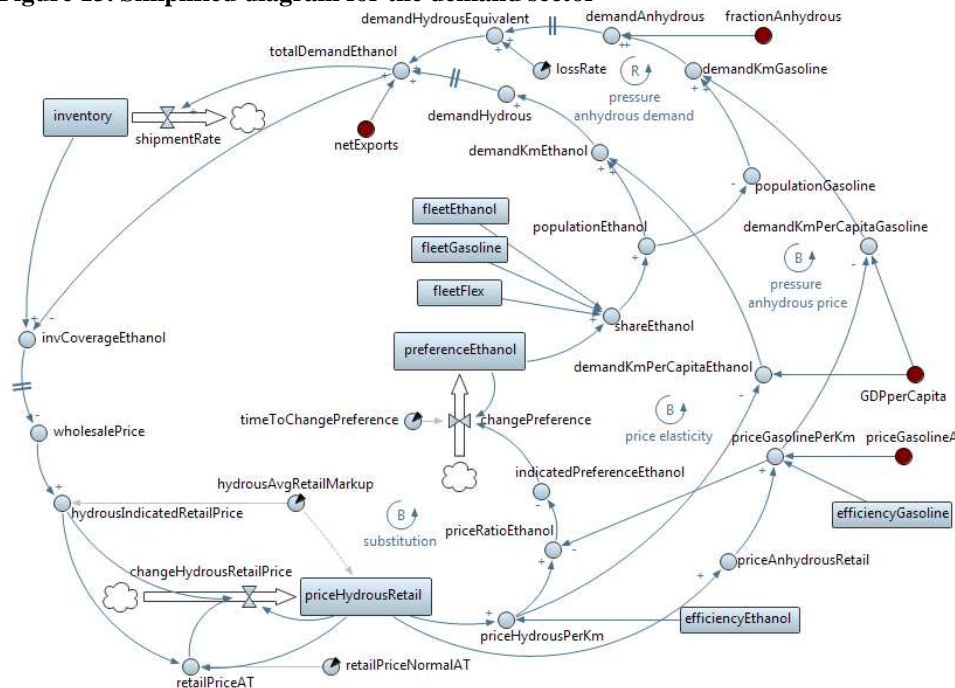 Figure 13: Simplified diagram for the demand sector
demandHydrousEquivalent
demandAnhydrous
fractionAnhydrous
totalDemandEthanol
lossRate
R
demandKmGasoline
pressure
anhydrous demand
inventory
shipmentRate
netExports
demandHydrous
demandKmEthanol
populationGasoline
fleetEthanol
populationEthanol
demandKmPerCapitaGasoline
fleetGasoline
B
pressure
anhydrous price
fleetFlex
shareEthanol
invCoverageEthanol
preferenceEthanol
demandKmPerCapitaEthanol
GDPperCapita
timeToChangePreference
changePreference
B
price elasticity
wholesalePrice
priceGasolinePerKm
priceGasolineA
indicatedPreferenceEthanol
hydrousAvgRetailMarkup
hydrousIndicatedRetailPrice
B
substitution
efficiencyGasoline
priceRatioEthanol
priceAnhydrousRetail
changeHydrousRetailPrice
priceHydrousRetail
efficiencyEthanol
priceHydrousPerKm
retailPriceAT
retailPriceNormalAT